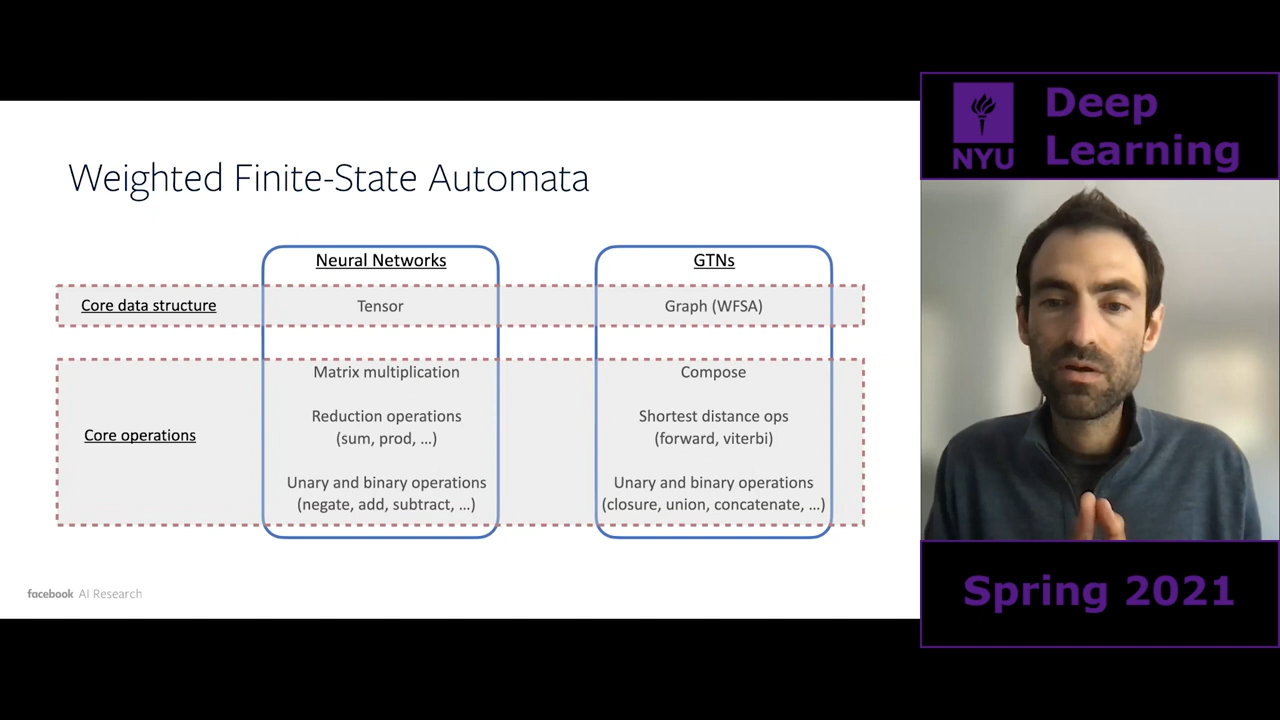 Weighted Finite-State Automata
Neural Networks
GTNs
Core data structure
Tensor
Graph (WFSA)
Core operations
Matrix multiplication
Compose
Reduction operations
(sum, prod, …)
Shortest distance ops
(forward, viterbi)
Unary and binary operations
(negate, add, subtract, …)
Unary and binary operations
(closure, union, concatenate, …)
facebook AI Research
NYU
Deep
Learning
Spring 2021